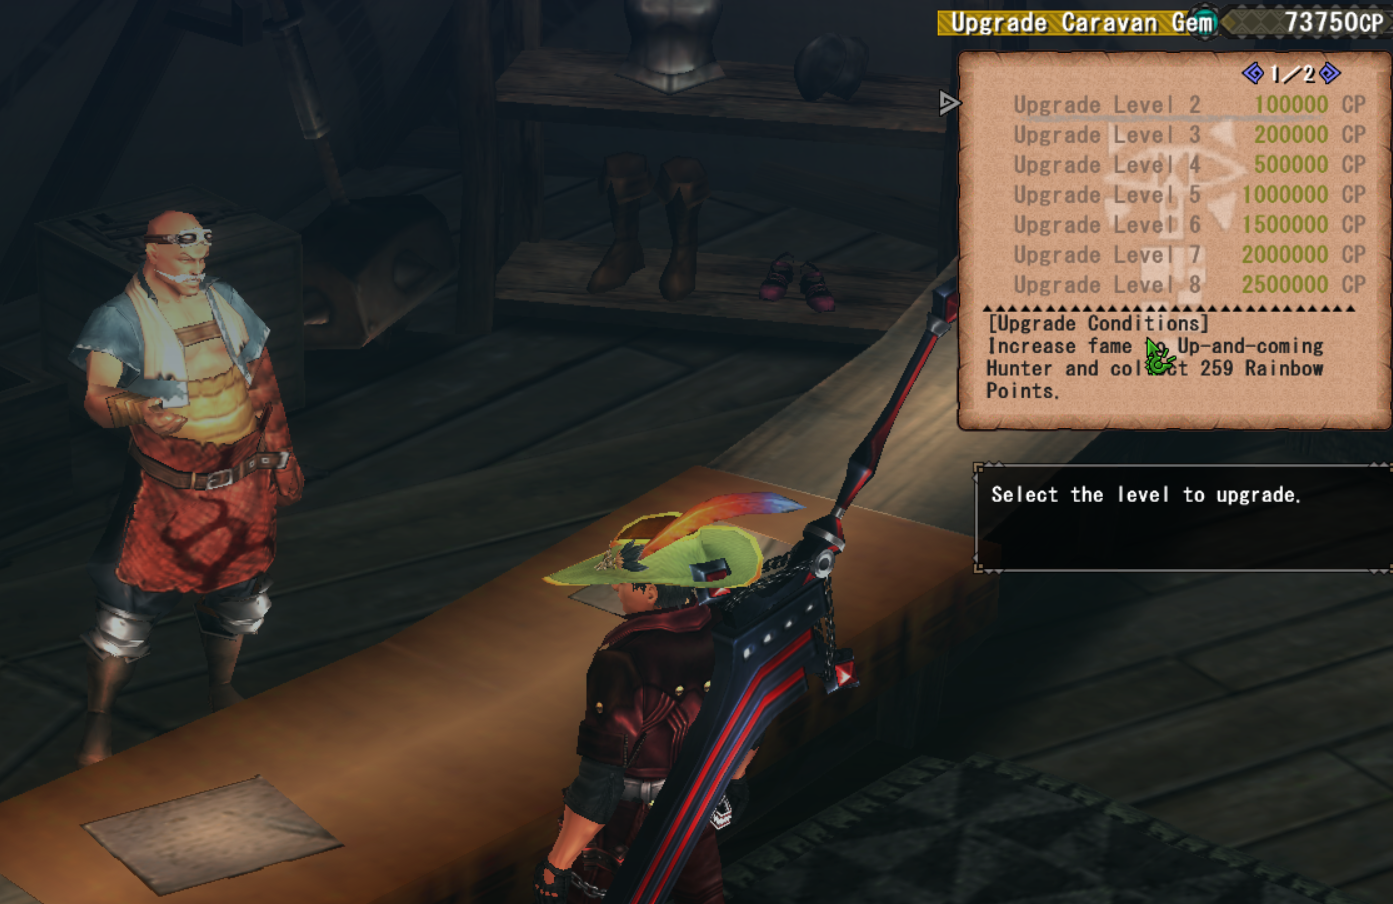 Upgrade Caravan Gem 73750CP
1/2
Upgrade Level 2 100000 CP
Upgrade Level 3 200000 CP
Upgrade Level 4 500000 CP
Upgrade Level 5 1000000 CP
Upgrade Level 6 1500000 CP
Upgrade Level 7 2000000 CP
Upgrade Level 8 2500000 CP
[Upgrade Conditions]
Increase fame Up-and-coming
Hunter and 259 Rainbow
Points.
Select the level to upgrade.